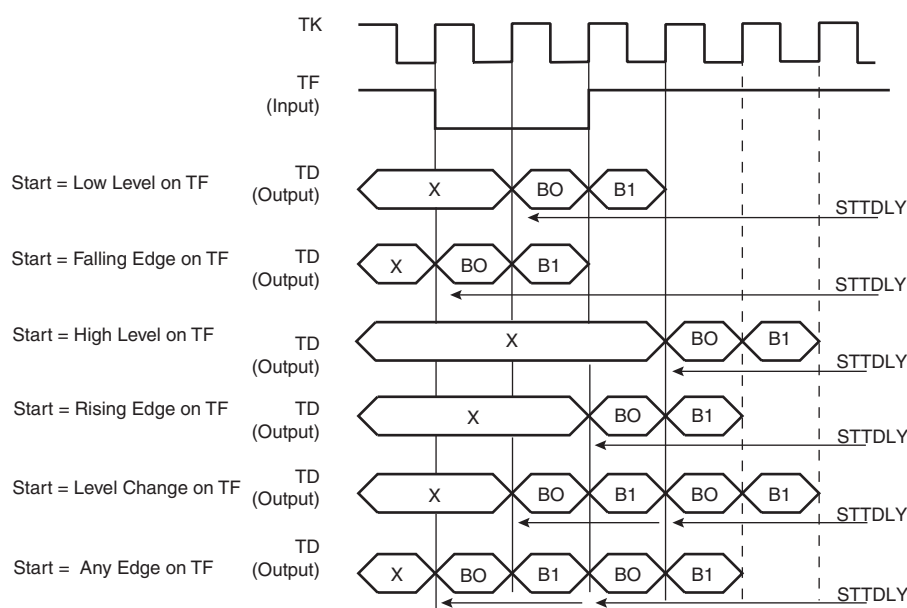 TK
TF
(Input)
Start = Low Level on TF
TD
(Output)
X
BO
B1
STTDLY
Start = Falling Edge on TF
TD
(Output)
X
BO
B1
STTDLY
Start = High Level on TF
TD
(Output)
X
BO
B1
STTDLY
Start = Rising Edge on TF
TD
(Output)
X
BO
B1
STTDLY
Start = Level Change on TF
TD
(Output)
X
BO
B1
BO
B1
STTDLY
Start = Any Edge on TF
TD
(Output)
X
BO
B1
BO
B1
STTDLY